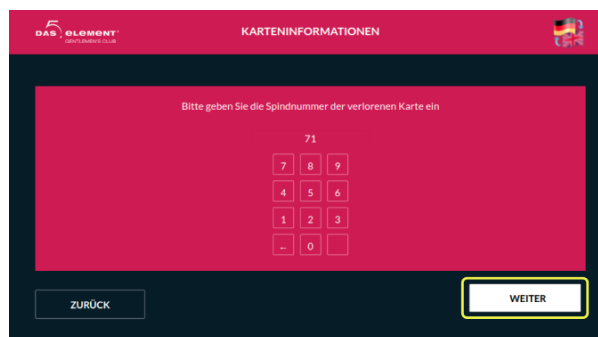 DAS 5. eLement
GENTLEMEN'S CLUB
KARTENINFORMATIONEN
Bitte geben Sie die Spindnummer der verlorenen Karte ein
71
7 8 9
4 5 6
1 2 3
← 0
ZURÜCK
WEITER